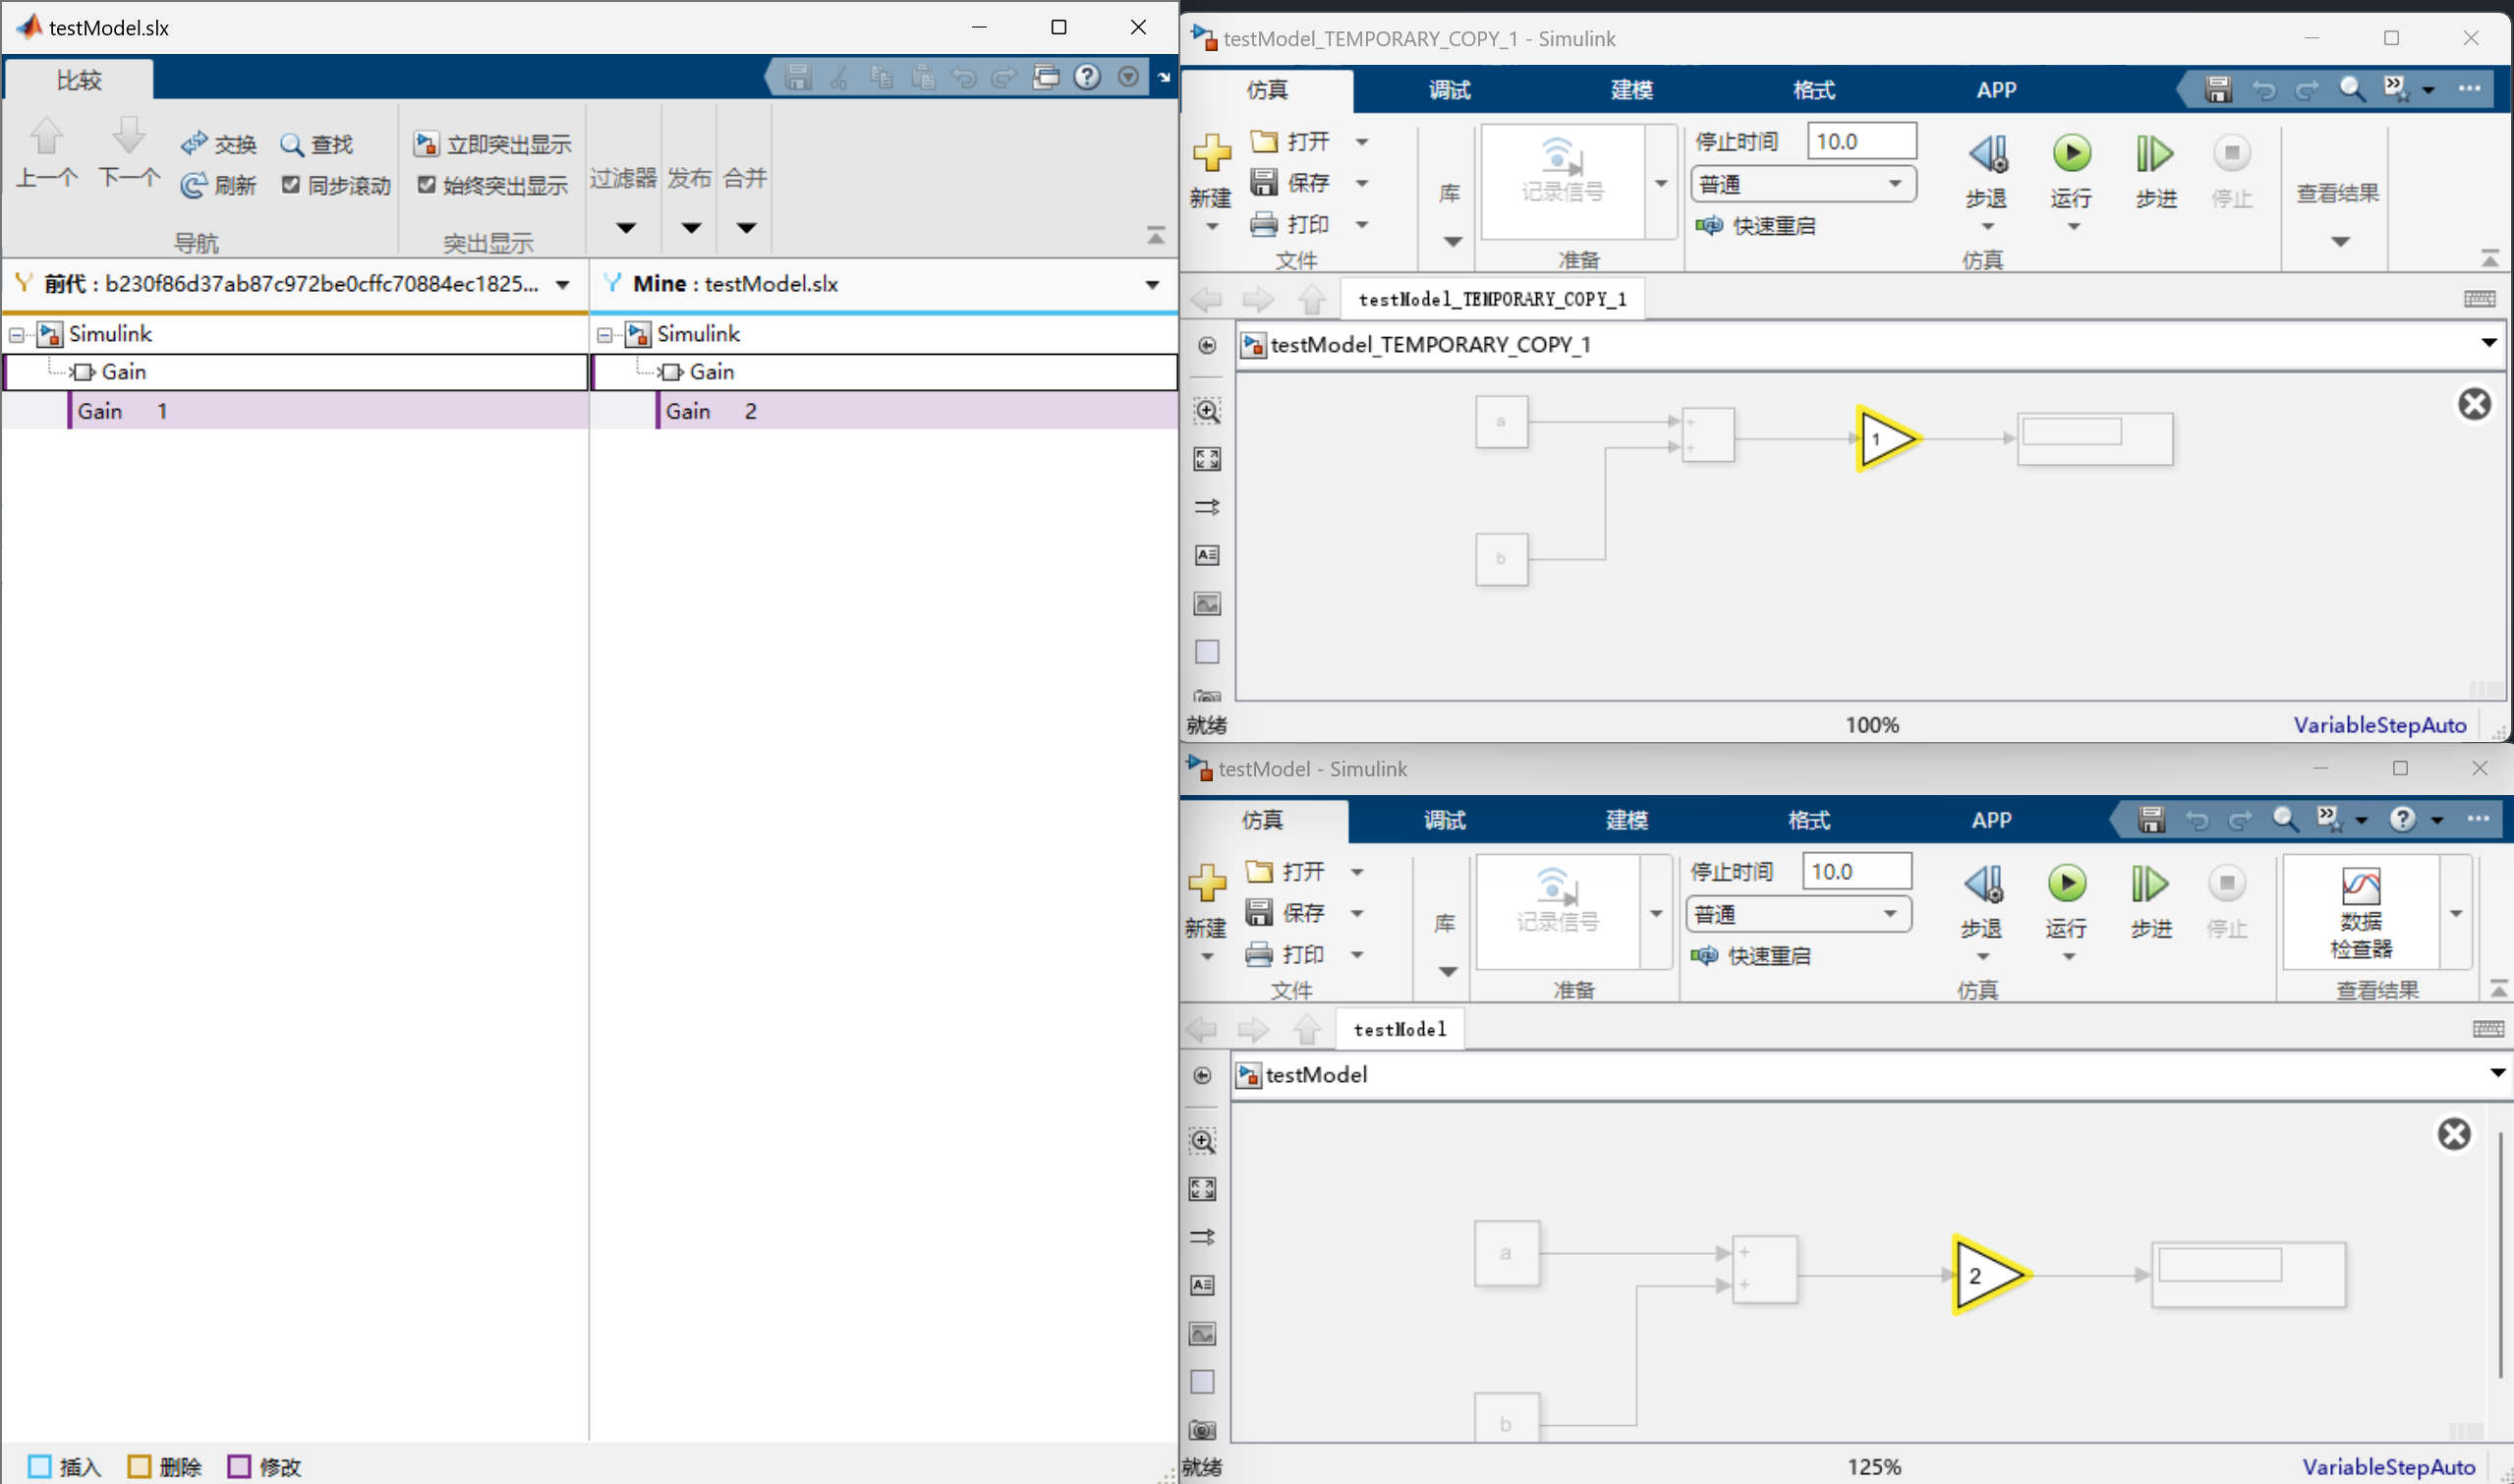 testModel.slx
比较
上一个
下一个
交换
查找
刷新
同步滚动
导航
立即突出显示
始终突出显示
突出显示
过滤器
发布
合并
前代 : b230f86d37ab87c972be0cffc70884ec1825...
Mine : testModel.slx
Simulink
Simulink
Gain
Gain
Gain 1
Gain 2
插入 删除 修改
testModel_TEMPORARY_COPY_1 - Simulink
仿真 调试 建模 格式 APP
新建
打开
保存
打印
文件
库
记录信号
准备
停止时间 10.0
普通
快速重启
步退
运行
步进
停止
仿真
查看结果
testModel_TEMPORARY_COPY_1
testModel_TEMPORARY_COPY_1
a
b
+
+
1
就绪 100% VariableStepAuto
testModel - Simulink
仿真 调试 建模 格式 APP
新建
打开
保存
打印
文件
库
记录信号
准备
停止时间 10.0
普通
快速重启
步退
运行
步进
停止
仿真
数据
检查器
查看结果
testModel
testModel
a
b
+
+
2
就绪 125% VariableStepAuto